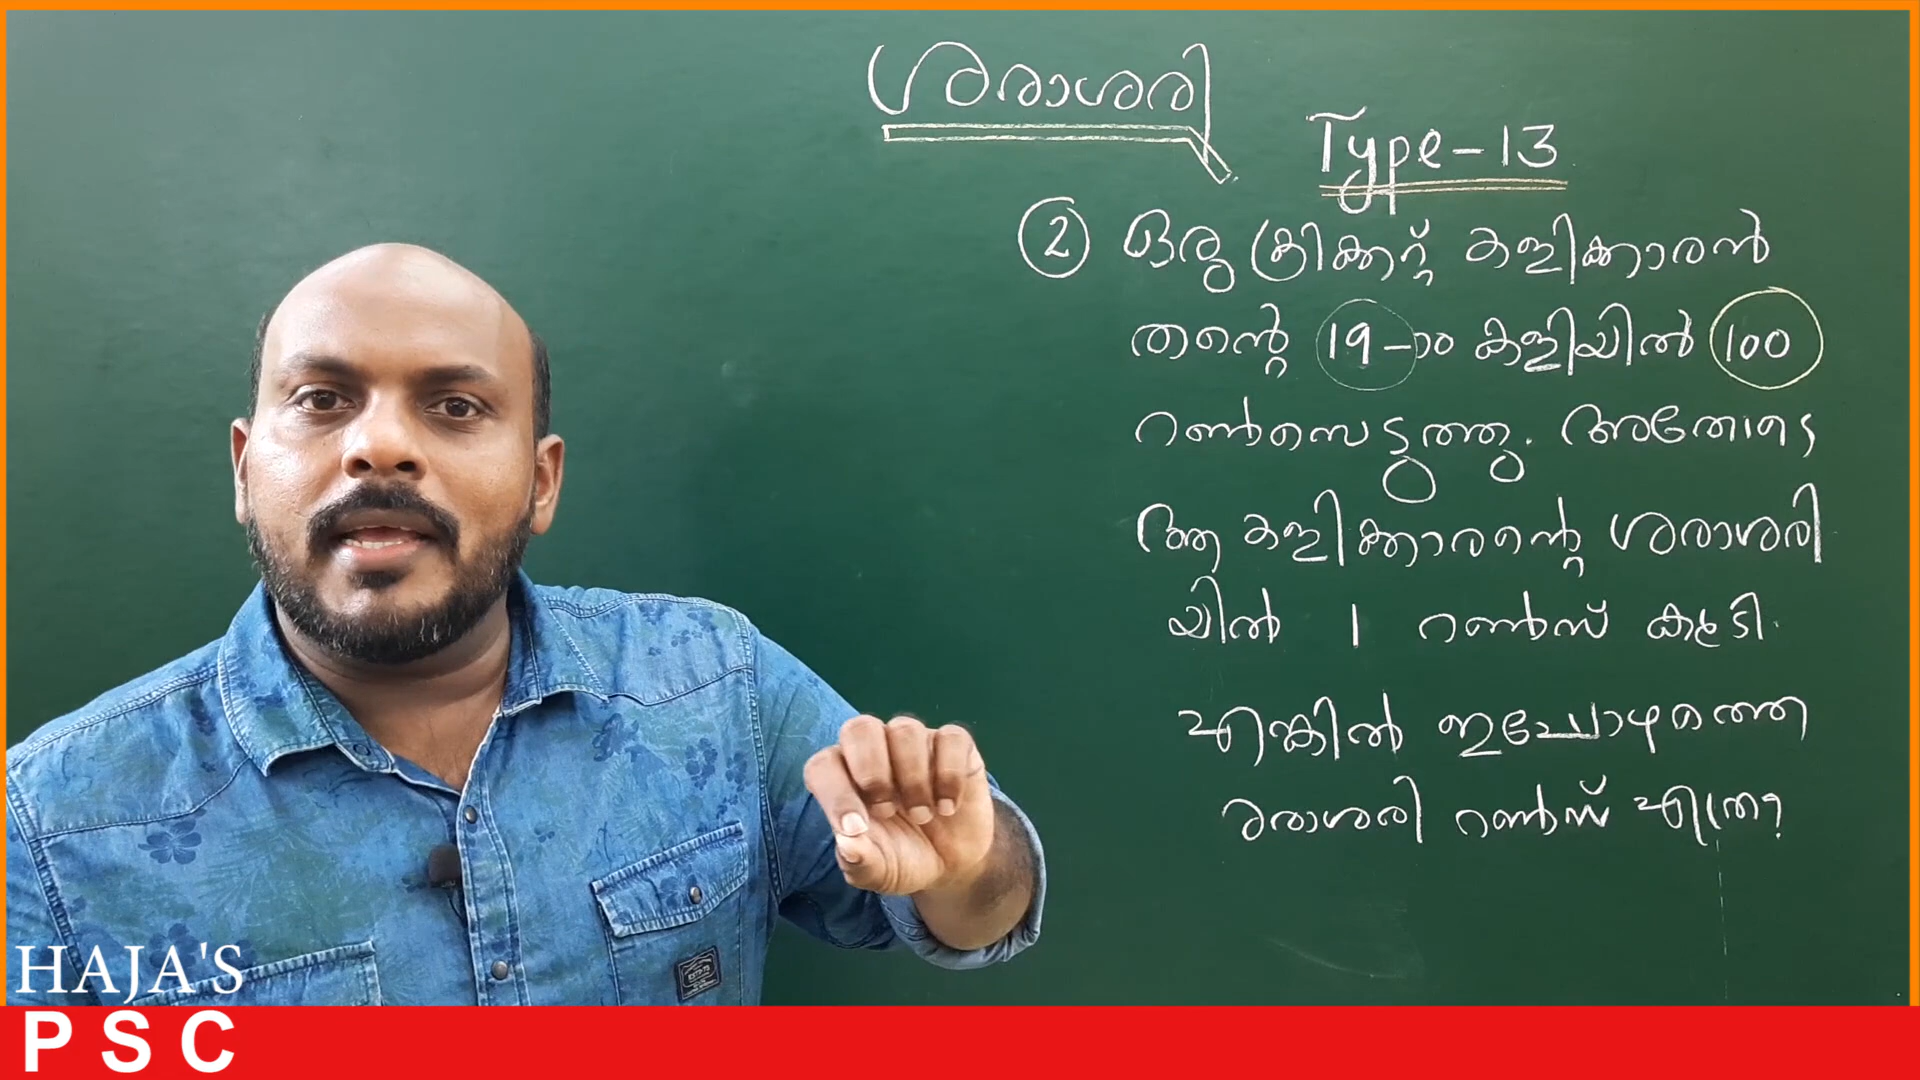 ശരാശരി
Type-13
② ഒരു ക്രിക്കറ്റ് കളിക്കാരൻ
തന്റെ 19-ാം കളിയിൽ 100
റൺസെടുത്തു. അതോടെ
ആ കളിക്കാരന്റെ ശരാശരി
യിൽ 1 റൺസ് കൂടി.
എങ്കിൽ ഇപ്പോഴത്തെ
ശരാശരി റൺസ് എത്ര?
HAJA'S
PSC